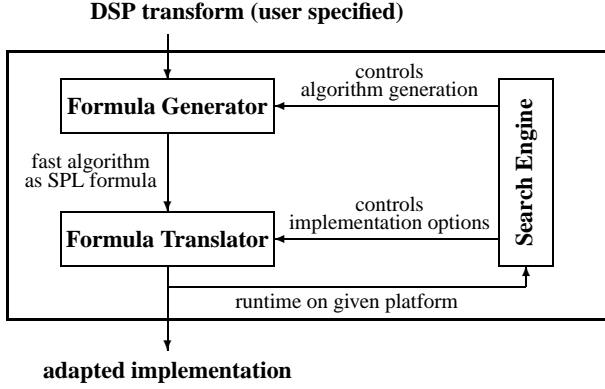 DSP transform (user specified)
controls
algorithm generation
Formula Generator
Search Engine
fast algorithm
as SPL formula
controls
implementation options
Formula Translator
runtime on given platform
adapted implementation